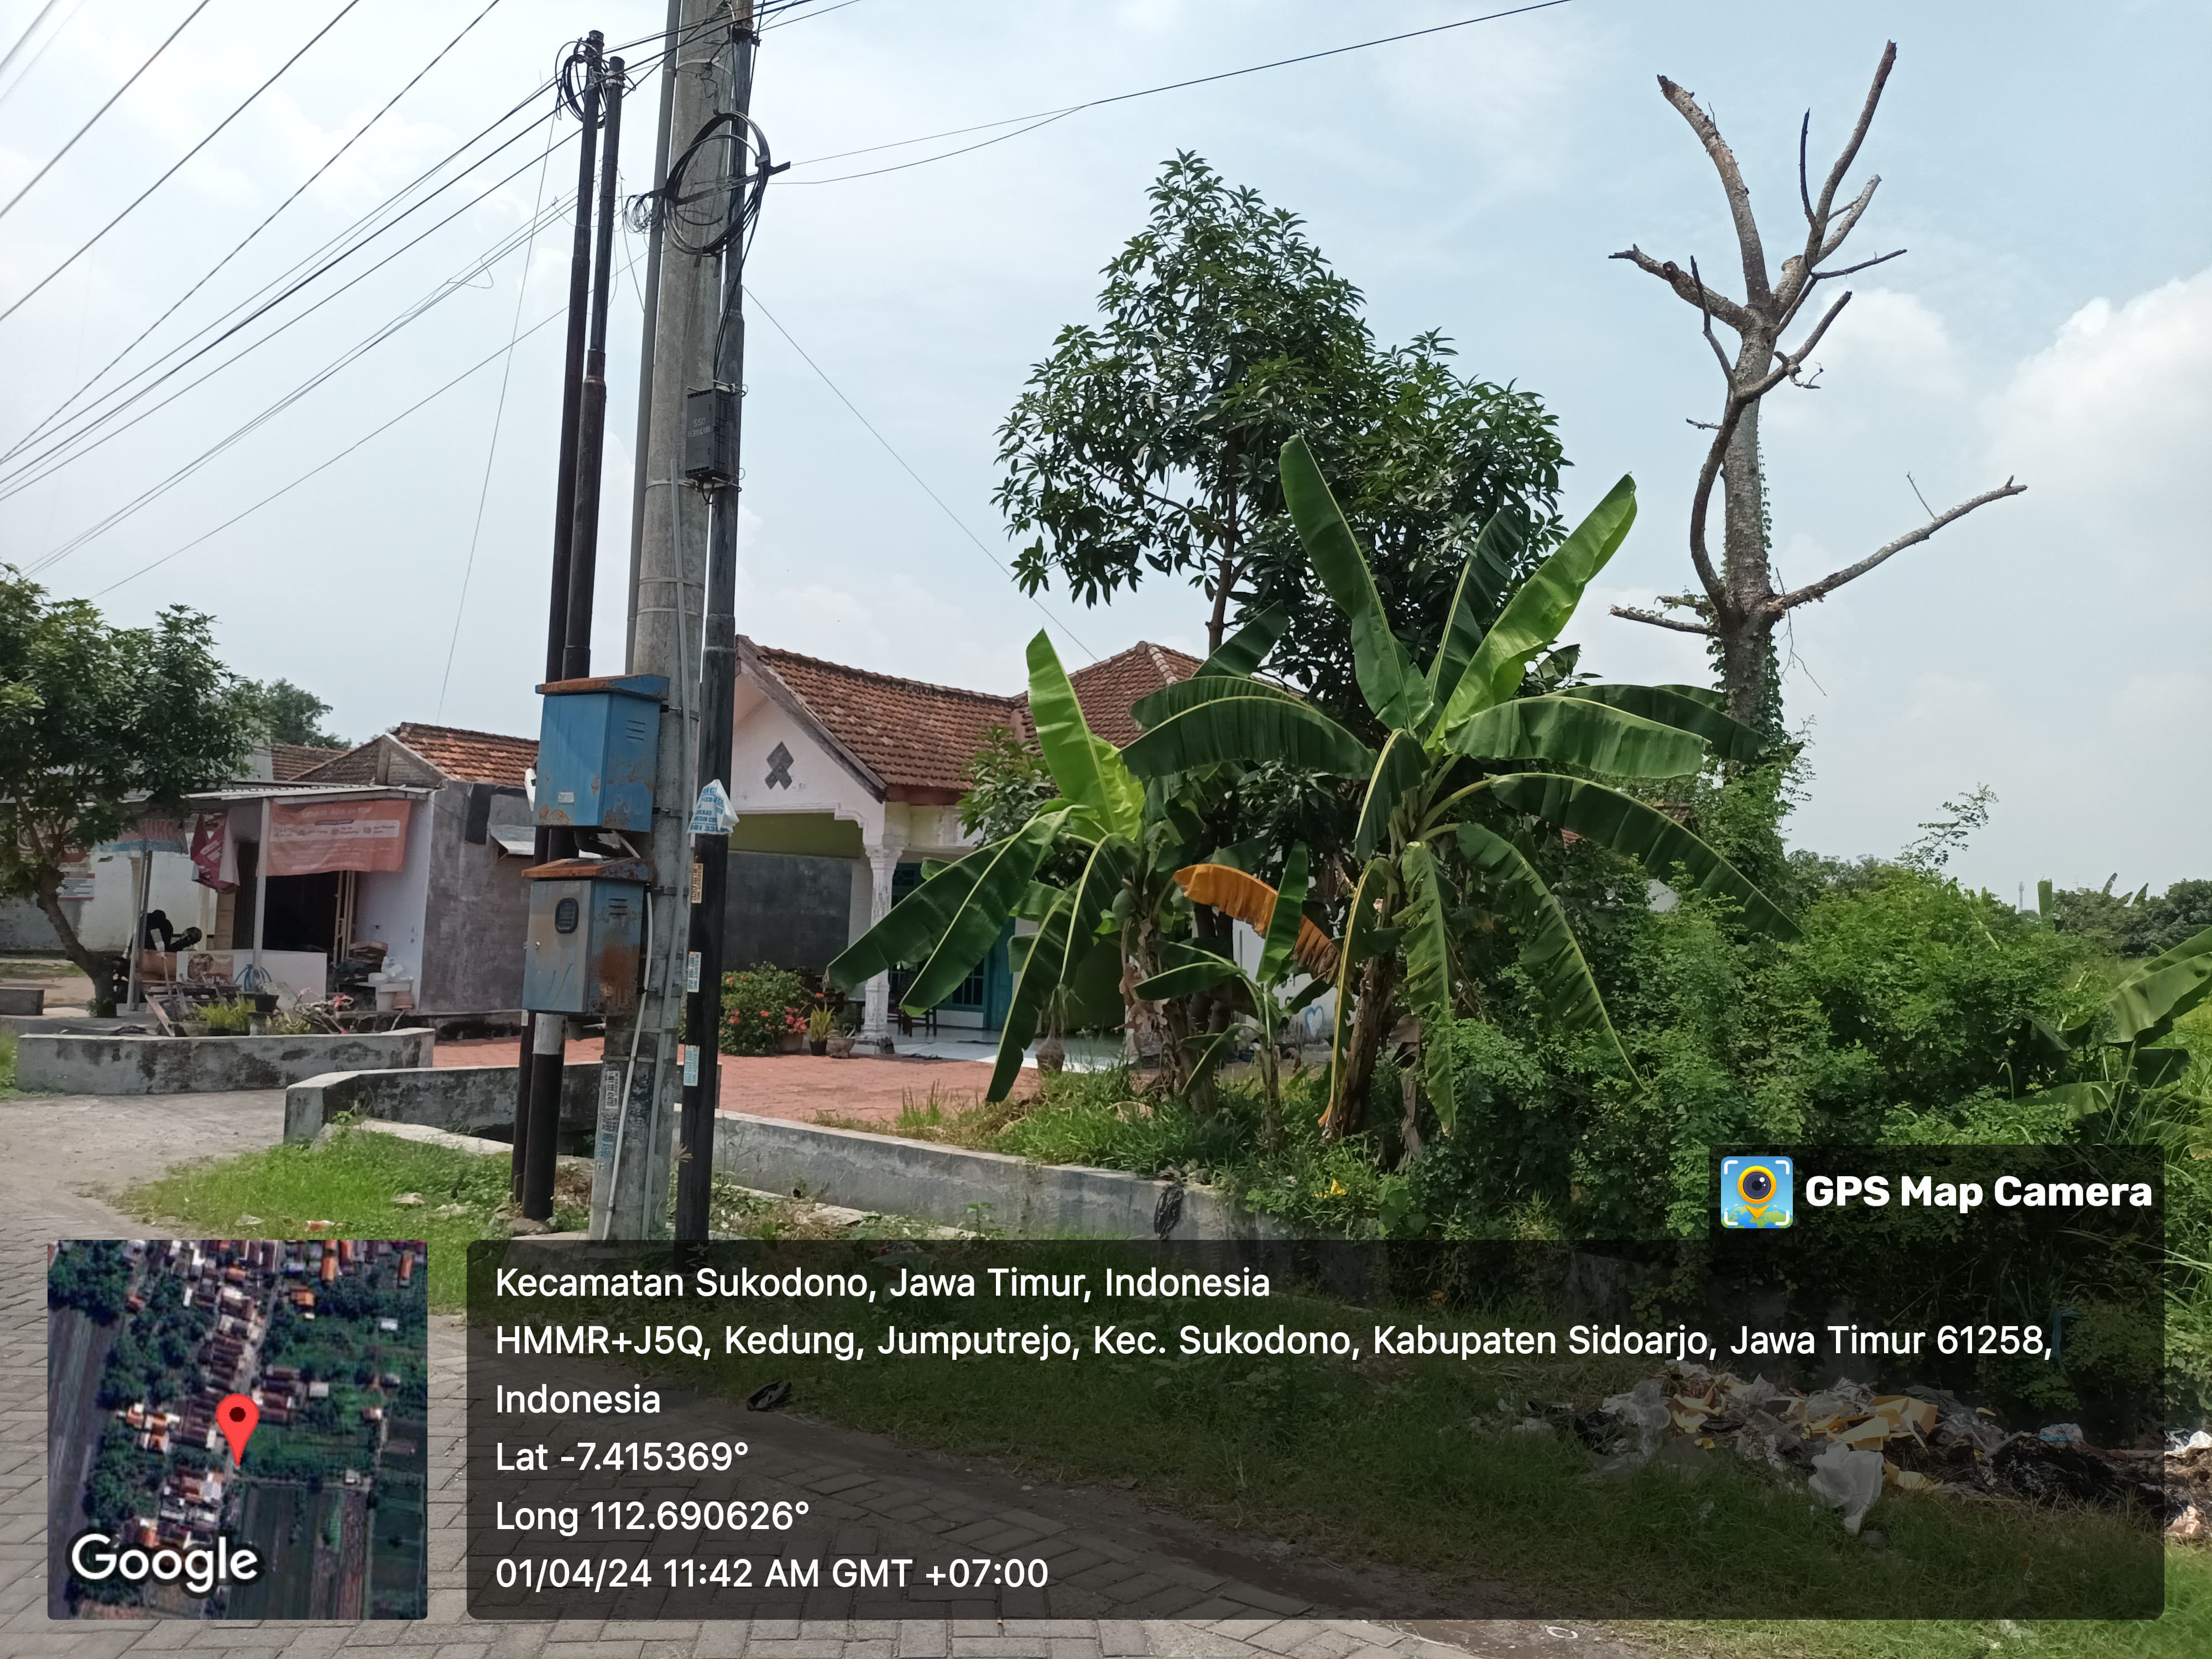 GPS Map Camera
Kecamatan Sukodono, Jawa Timur, Indonesia
HMMR+J5Q, Kedung, Jumputrejo, Kec. Sukodono, Kabupaten Sidoarjo, Jawa Timur 61258,
Indonesia
Lat -7.415369°
Long 112.690626°
01/04/24 11:42 AM GMT +07:00
Google